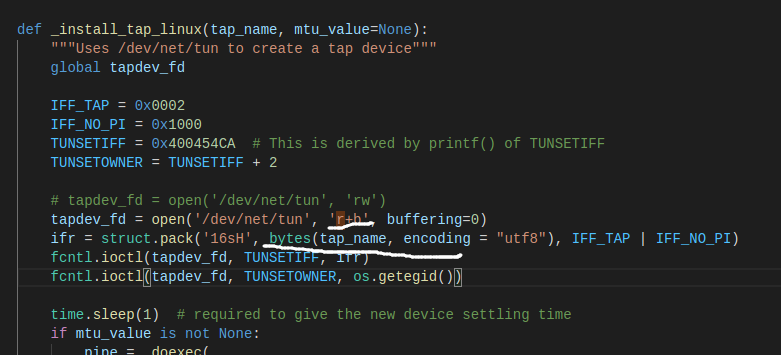 def _install_tap_linux(tap_name, mtu_value=None):
"""Uses /dev/net/tun to create a tap device"""
global tapdev_fd
IFF_TAP = 0x0002
IFF_NO_PI = 0x1000
TUNSETIFF = 0x400454CA  # This is derived by printf() of TUNSETIFF
TUNSETOWNER = TUNSETIFF + 2
# tapdev_fd = open('/dev/net/tun', 'rw')
tapdev_fd = open('/dev/net/tun', 'r+b', buffering=0)
ifr = struct.pack('16sH', bytes(tap_name, encoding = "utf8"), IFF_TAP | IFF_NO_PI)
fcntl.ioctl(tapdev_fd, TUNSETIFF, ifr)
fcntl.ioctl(tapdev_fd, TUNSETOWNER, os.getegid())
time.sleep(1)  # required to give the new device settling time
if mtu_value is not None:
pipe = _doexec(